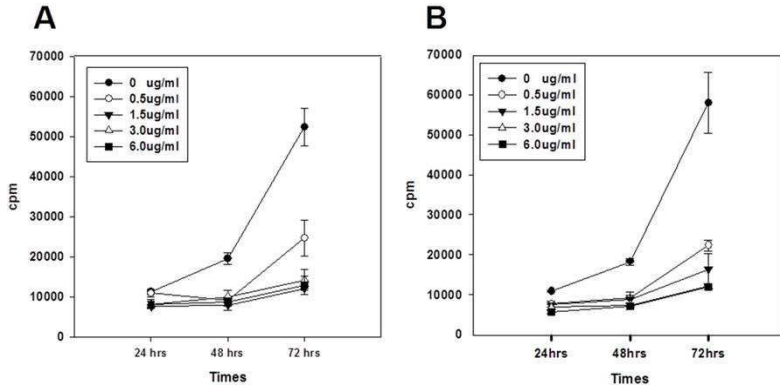 A
70000
60000
50000
40000
30000
20000
10000
0
cpm
0 ug/ml
0.5ug/ml
1.5ug/ml
3.0ug/ml
6.0ug/ml
24 hrs 48 hrs 72 hrs
Times
B
70000
60000
50000
40000
30000
20000
10000
0
cpm
0 ug/ml
0.5ug/ml
1.5ug/ml
3.0ug/ml
6.0ug/ml
24hrs 48hrs 72hrs
Times